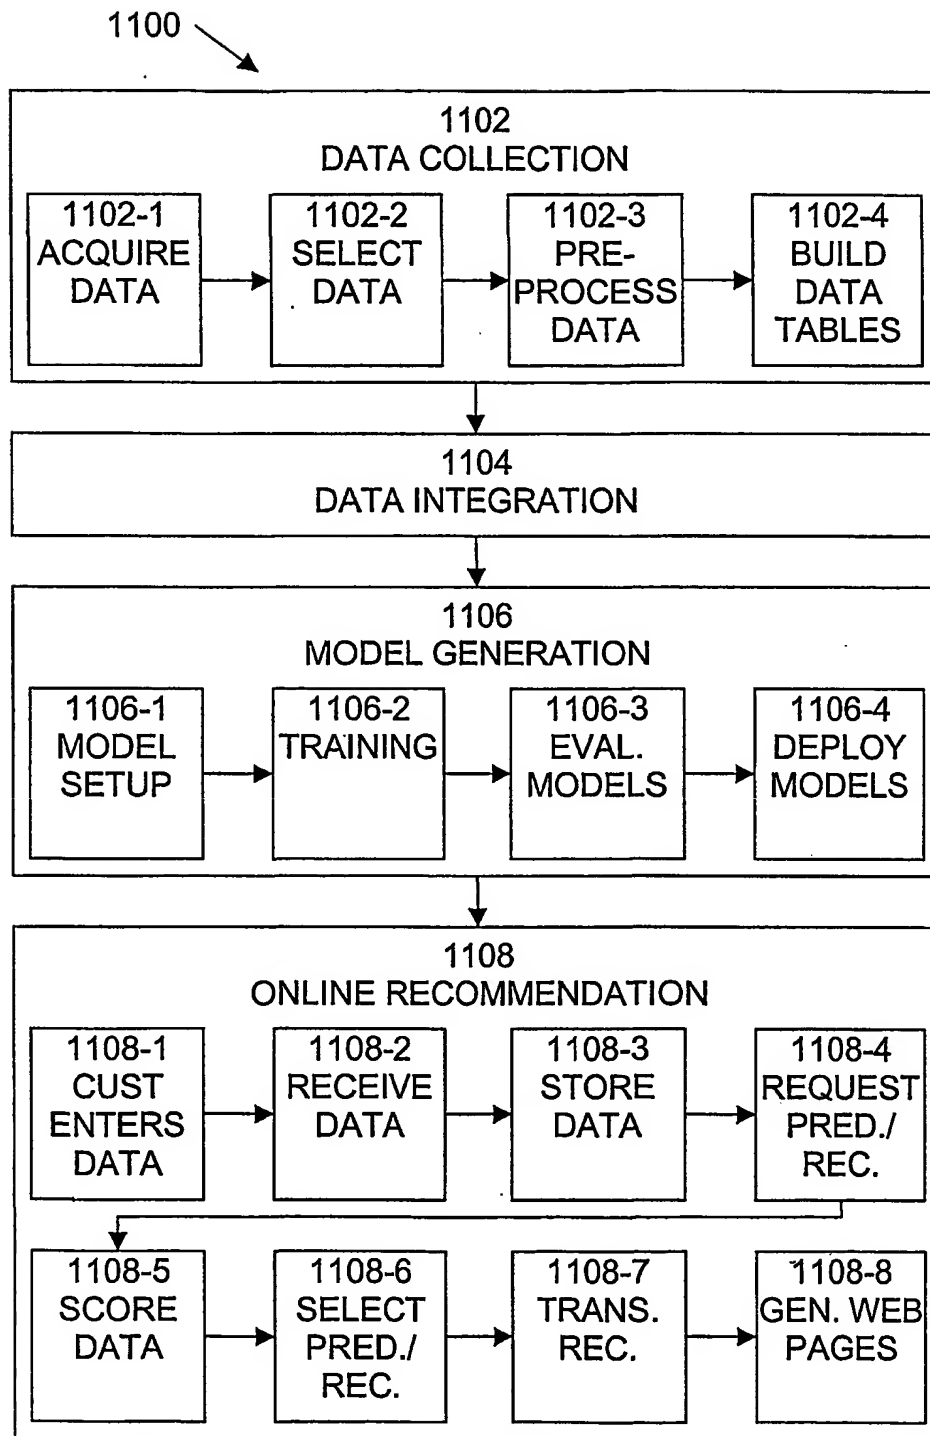 1100
1102
DATA COLLECTION
1102-1
ACQUIRE
DATA
1102-2
SELECT
DATA
1102-3
PRE-
PROCESS
DATA
1102-4
BUILD
DATA
TABLES
1104
DATA INTEGRATION
1106
MODEL GENERATION
1106-1
MODEL
SETUP
1106-2
TRAINING
1106-3
EVAL.
MODELS
1106-4
DEPLOY
MODELS
1108
ONLINE RECOMMENDATION
1108-1
CUST
ENTERS
DATA
1108-2
RECEIVE
DATA
1108-3
STORE
DATA
1108-4
REQUEST
PRED./
REC.
1108-5
SCORE
DATA
1108-6
SELECT
PRED./
REC.
1108-7
TRANS.
REC.
1108-8
GEN. WEB
PAGES